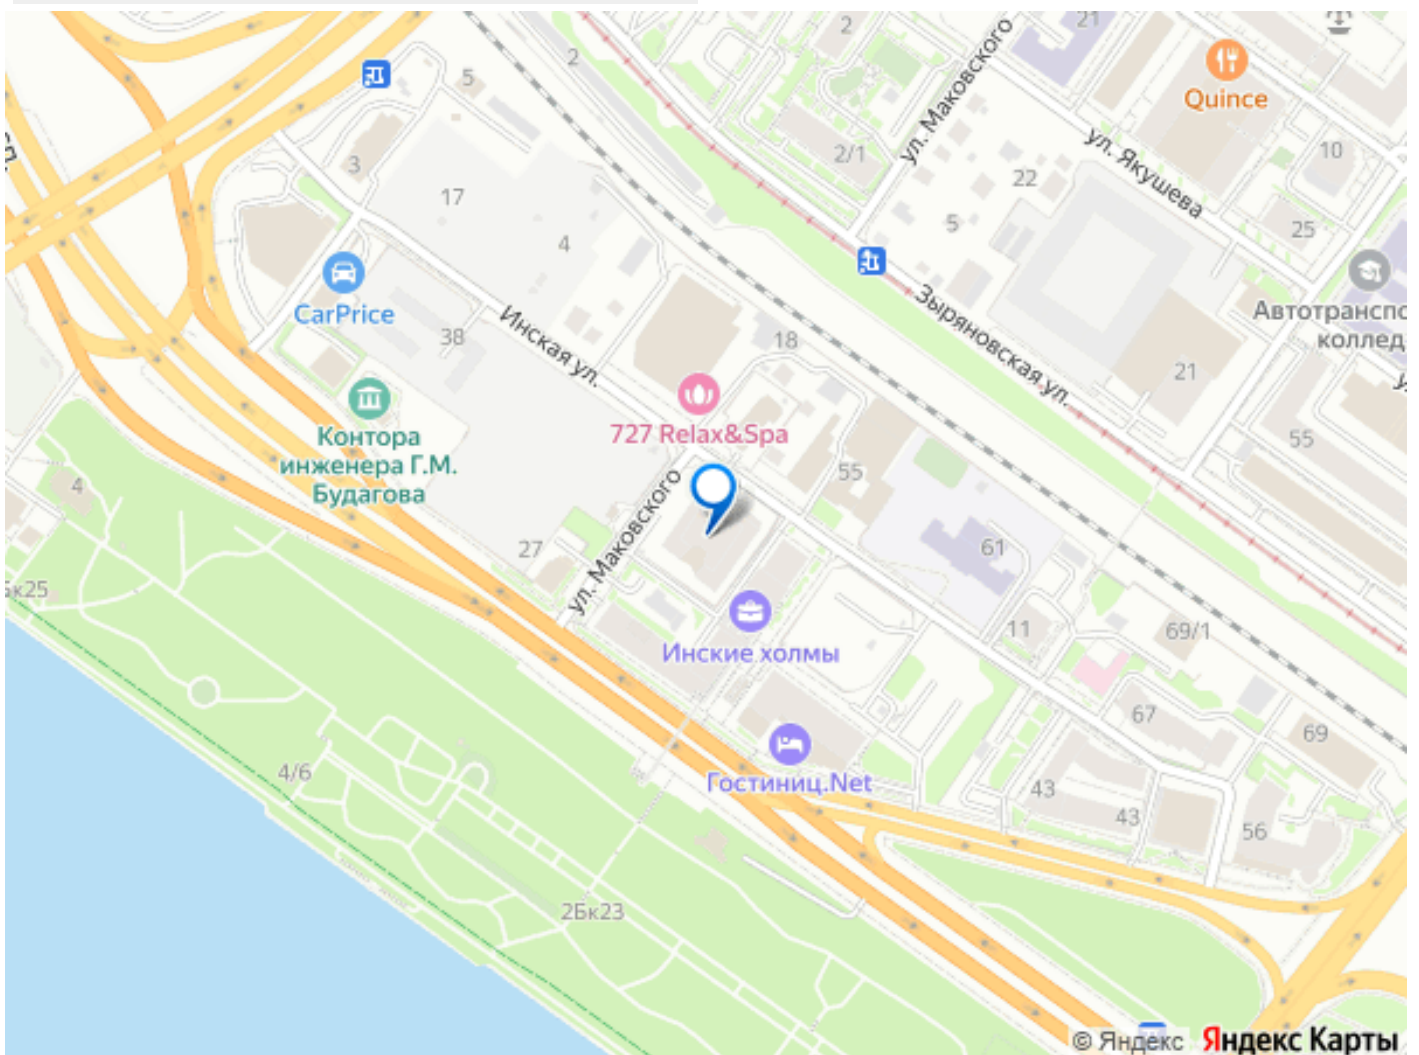 2
2
21
5
ул. Маковского
Quince
2/1
ул. Якушева
10
3
22
17
5
25
4
Автотранспо
коллед
CarPrice
Инская ул.
Зыряновская ул.
38
18
21
727 Relax&Spa
Контора
инженера Г.М.
Будагова
55
55
4
ул. Маковского
27
61
5к25
11
69/1
Инские холмы
67
69
4/6
Гостиниц.Net
43
43
56
2Бк23
© Яндекс Яндекс Карты